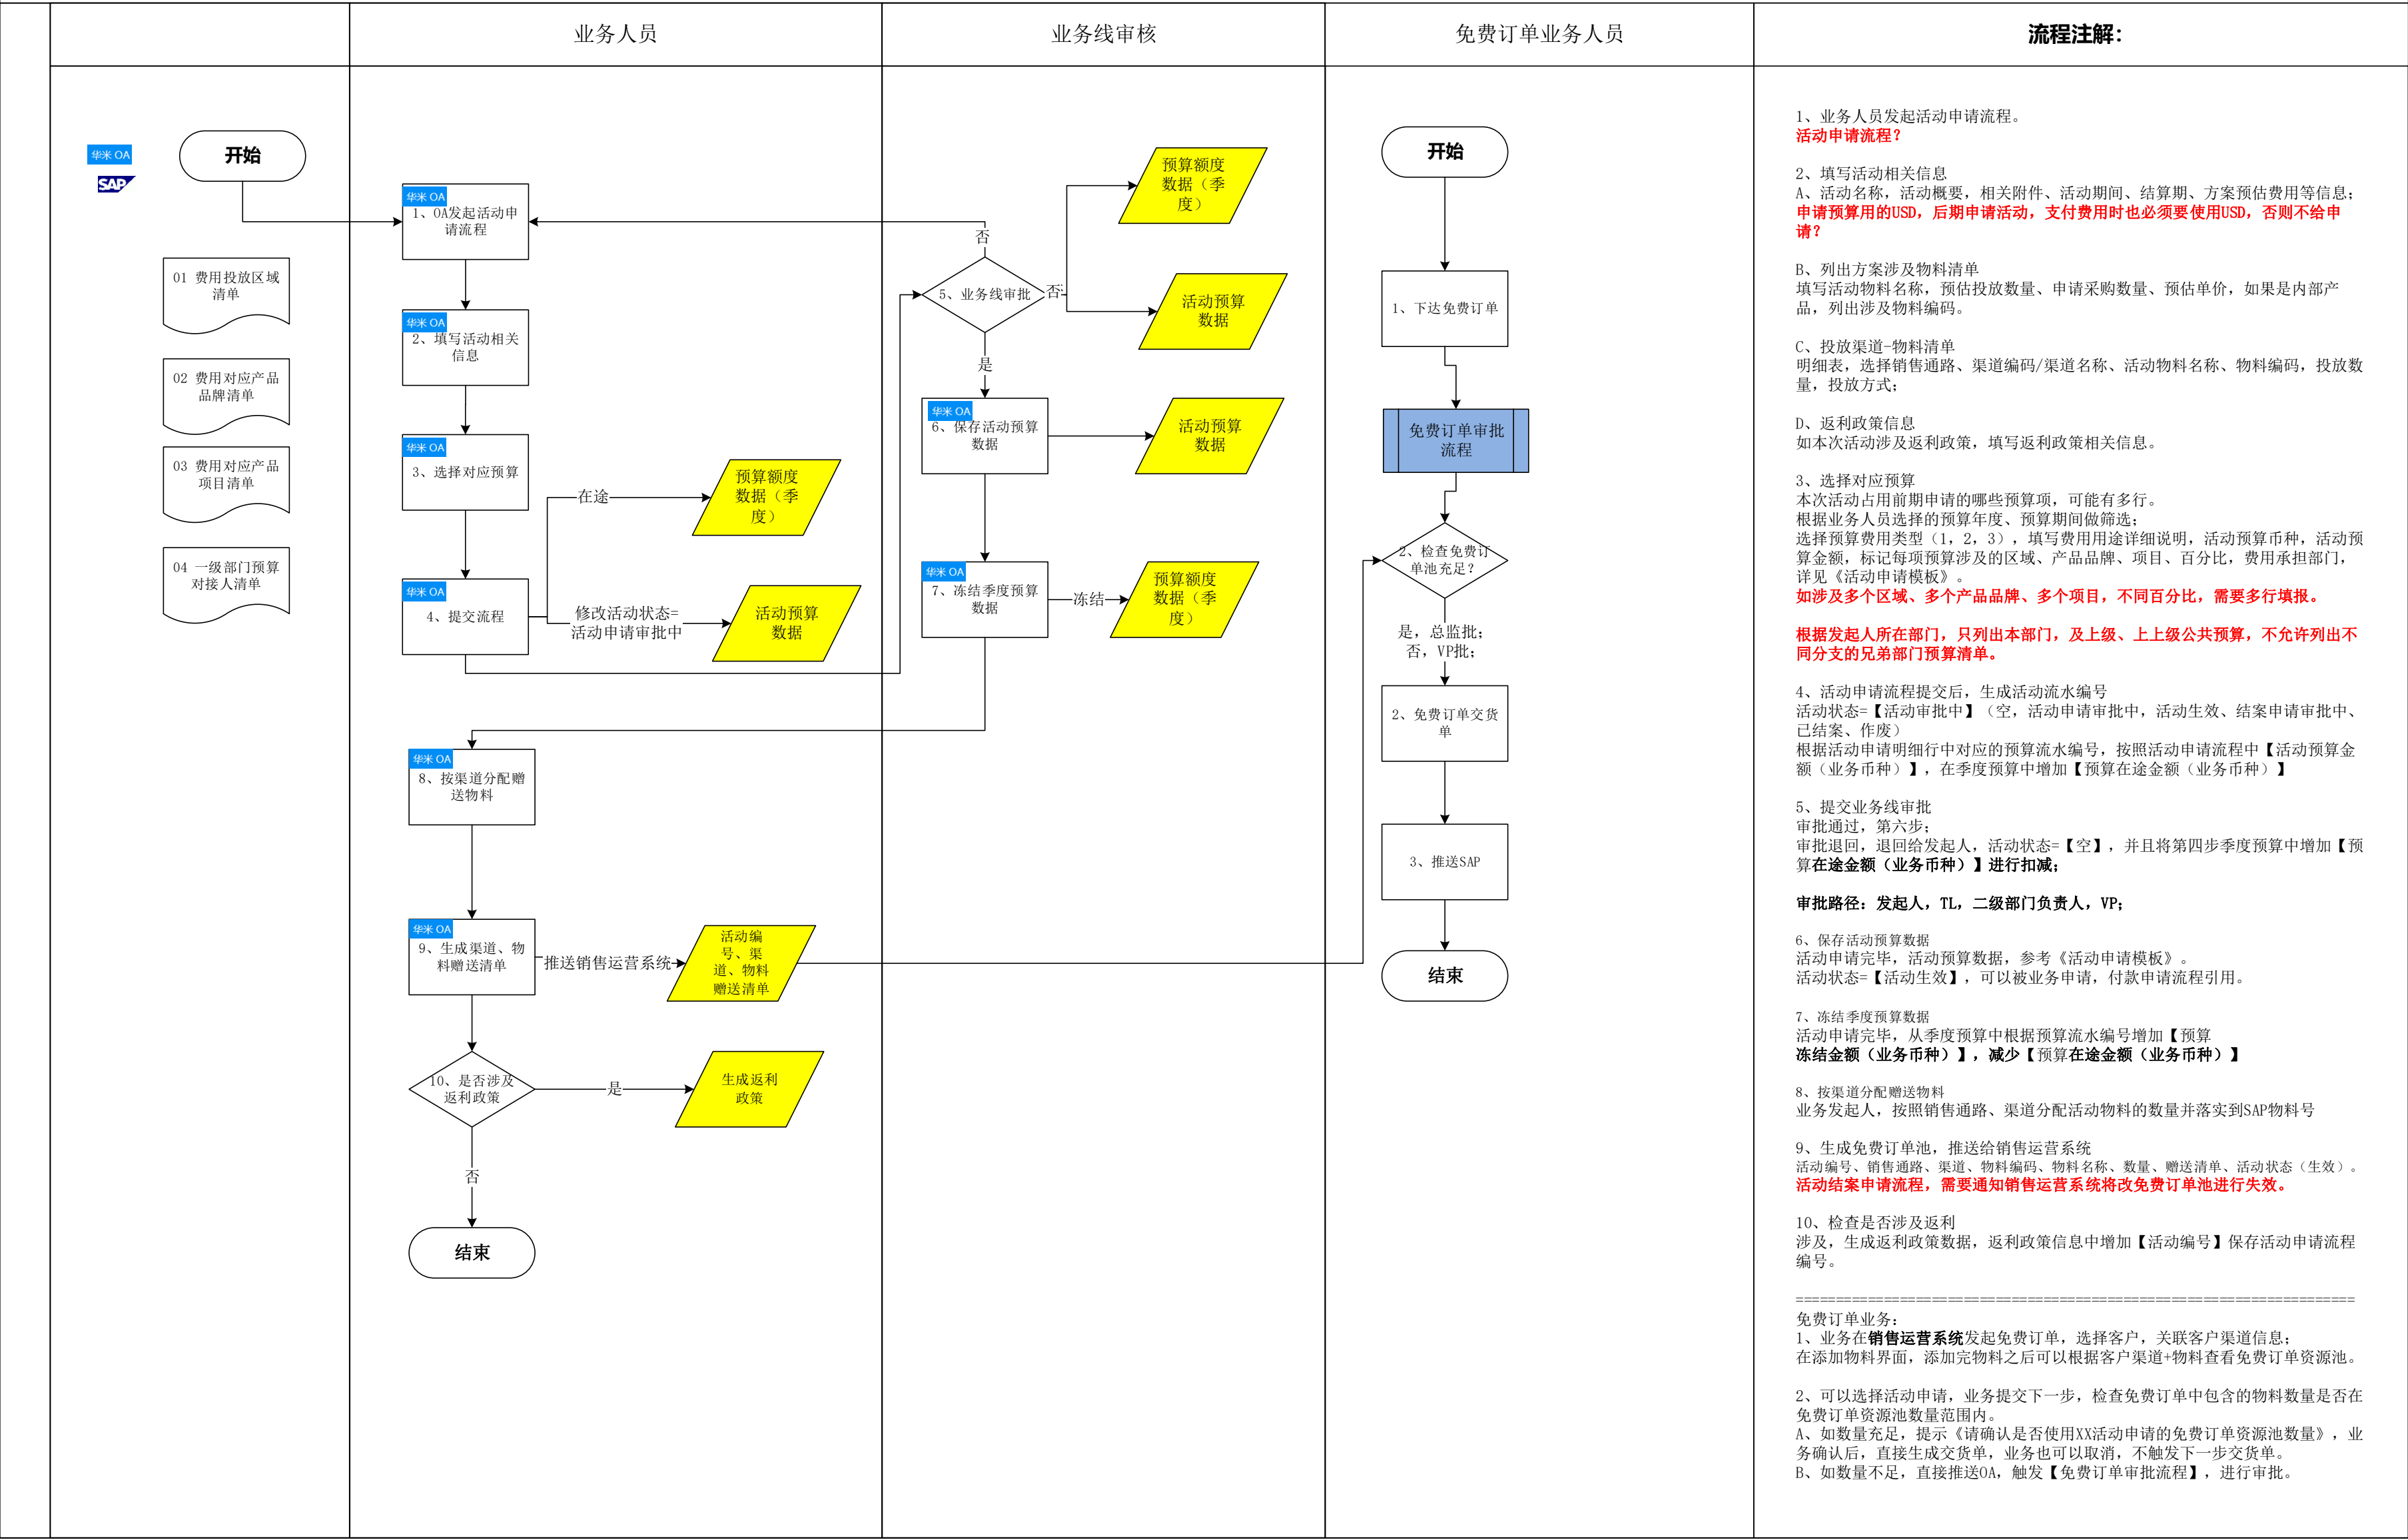 业务人员
业务线审核
免费订单业务人员
流程注解：
华米 OA
SAP
开始
01 费用投放区域
清单
02 费用对应产品
品牌清单
03 费用对应产品
项目清单
04 一级部门预算
对接人清单
华米 OA
1、OA发起活动申
请流程
华米 OA
2、填写活动相关
信息
华米 OA
3、选择对应预算
在途
预算额度
数据（季
度）
华米 OA
4、提交流程
修改活动状态=
活动申请审批中
活动预算
数据
华米 OA
8、按渠道分配赠
送物料
华米 OA
9、生成渠道、物
料赠送清单
推送销售运营系统
活动编
号、渠
道、物料
赠送清单
10、是否涉及
返利政策
是
生成返利
政策
否
结束
否
5、业务线审批
否
预算额度
数据（季
度）
活动预算
数据
是
华米 OA
6、保存活动预算
数据
活动预算
数据
华米 OA
7、冻结季度预算
数据
冻结
预算额度
数据（季
度）
开始
1、下达免费订单
免费订单审批
流程
2、检查免费订
单池充足？
是，总监批；
否，VP批；
2、免费订单交货
单
3、推送SAP
结束
1、业务人员发起活动申请流程。
活动申请流程？
2、填写活动相关信息
A、活动名称，活动概要，相关附件、活动期间、结算期、方案预估费用等信息；
申请预算用的USD，后期申请活动，支付费用时也必须要使用USD，否则不给申
请？
B、列出方案涉及物料清单
填写活动物料名称，预估投放数量、申请采购数量、预估单价，如果是内部产
品，列出涉及物料编码。
C、投放渠道-物料清单
明细表，选择销售通路、渠道编码/渠道名称、活动物料名称、物料编码，投放数
量，投放方式；
D、返利政策信息
如本次活动涉及返利政策，填写返利政策相关信息。
3、选择对应预算
本次活动占用前期申请的哪些预算项，可能有多行。
根据业务人员选择的预算年度、预算期间做筛选；
选择预算费用类型（1，2，3），填写费用用途详细说明，活动预算币种，活动预
算金额，标记每项预算涉及的区域、产品品牌、项目、百分比，费用承担部门，
详见《活动申请模板》。
如涉及多个区域、多个产品品牌、多个项目，不同百分比，需要多行填报。
根据发起人所在部门，只列出本部门，及上级、上上级公共预算，不允许列出不
同分支的兄弟部门预算清单。
4、活动申请流程提交后，生成活动流水编号
活动状态=【活动审批中】（空，活动申请审批中，活动生效、结案申请审批中、
已结案、作废）
根据活动申请明细行中对应的预算流水编号，按照活动申请流程中【活动预算金
额（业务币种）】，在季度预算中增加【预算在途金额（业务币种）】
5、提交业务线审批
审批通过，第六步；
审批退回，退回给发起人，活动状态=【空】，并且将第四步季度预算中增加【预
算在途金额（业务币种）】进行扣减；
审批路径：发起人，TL，二级部门负责人，VP；
6、保存活动预算数据
活动申请完毕，活动预算数据，参考《活动申请模板》。
活动状态=【活动生效】，可以被业务申请，付款申请流程引用。
7、冻结季度预算数据
活动申请完毕，从季度预算中根据预算流水编号增加【预算
冻结金额（业务币种）】，减少【预算在途金额（业务币种）】
8、按渠道分配赠送物料
业务发起人，按照销售通路、渠道分配活动物料的数量并落实到SAP物料号
9、生成免费订单池，推送给销售运营系统
活动编号、销售通路、渠道、物料编码、物料名称、数量、赠送清单、活动状态（生效）。
活动结案申请流程，需要通知销售运营系统将改免费订单池进行失效。
10、检查是否涉及返利
涉及，生成返利政策数据，返利政策信息中增加【活动编号】保存活动申请流程
编号。
======================================================================
免费订单业务：
1、业务在销售运营系统发起免费订单，选择客户，关联客户渠道信息；
在添加物料界面，添加完物料之后可以根据客户渠道+物料查看免费订单资源池。
2、可以选择活动申请，业务提交下一步，检查免费订单中包含的物料数量是否在
免费订单资源池数量范围内。
A、如数量充足，提示《请确认是否使用XX活动申请的免费订单资源池数量》，业
务确认后，直接生成交货单，业务也可以取消，不触发下一步交货单。
B、如数量不足，直接推送OA，触发【免费订单审批流程】，进行审批。